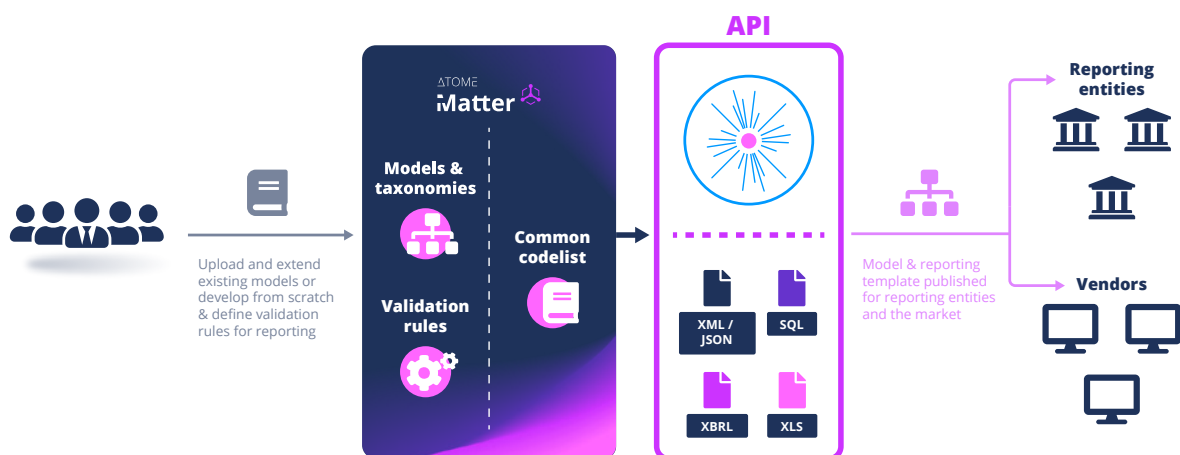 API
ATOME
Matter
Models &
taxonomies
Validation
rules
Common
codelist
Upload and extend
existing models or
develop from scratch
& define validation
rules for reporting
XML /
JSON
SQL
XBRL
XLS
Model & reporting
template published
for reporting entities
and the market
Reporting
entities
Vendors